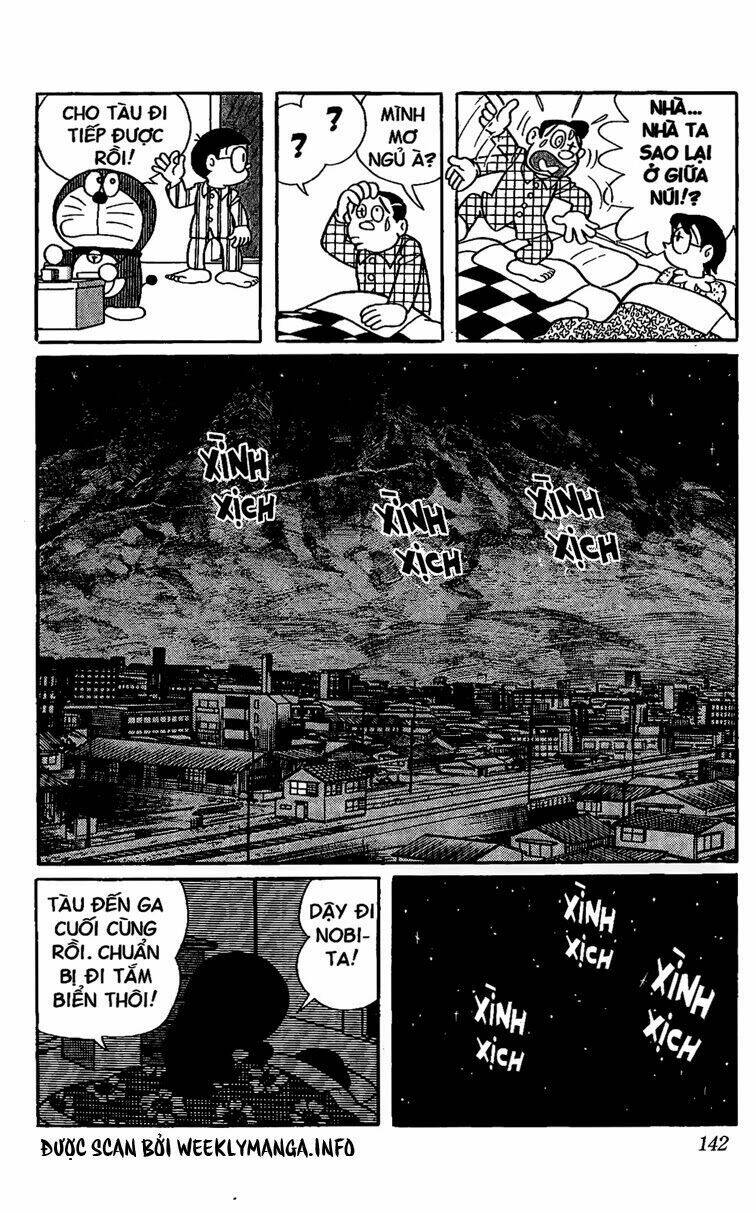 NHÀ...
NHÀ TA
SAO LẠI
Ở GIỮA
NÚI!?
MÌNH
MƠ
NGỦ À?
?
?
CHO TÀU ĐI
TIẾP ĐƯỢC
RỒI!
XÌNH
XỊCH
XÌNH
XỊCH
XÌNH
XỊCH
XÌNH
XỊCH
XÌNH
XỊCH
XÌNH
XỊCH
DẬY ĐI
NOBI-
TA!
TÀU ĐẾN GA
CUỐI CÙNG
RỒI. CHUẨN
BỊ ĐI TẮM
BIỂN THÔI!
ĐƯỢC SCAN BỞI WEEKLYMANGA.INFO
142